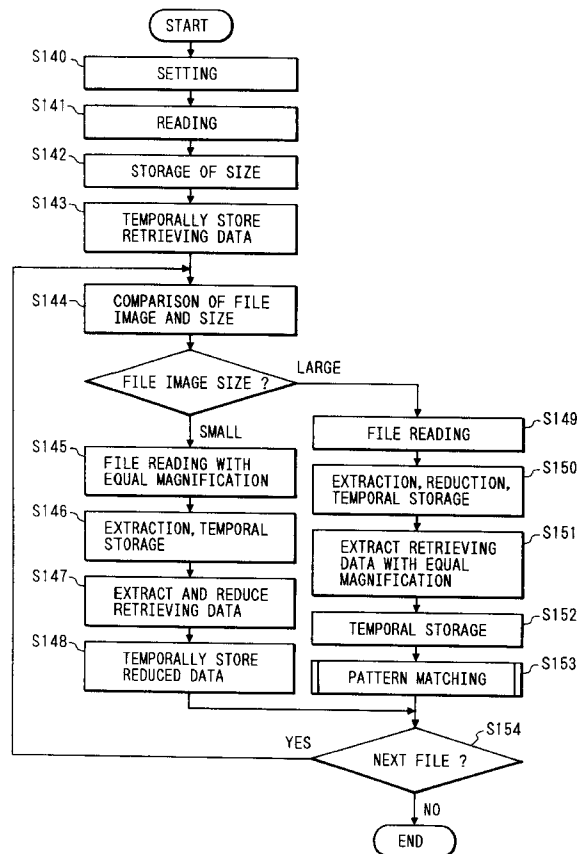 START
S140
SETTING
S141
READING
S142
STORAGE OF SIZE
S143
TEMPORALLY STORE
RETRIEVING DATA
S144
COMPARISON OF FILE
IMAGE AND SIZE
FILE IMAGE SIZE ?
LARGE
SMALL
S145
FILE READING WITH
EQUAL MAGNIFICATION
S146
EXTRACTION, TEMPORAL
STORAGE
S147
EXTRACT AND REDUCE
RETRIEVING DATA
S148
TEMPORALLY STORE
REDUCED DATA
S149
FILE READING
S150
EXTRACTION, REDUCTION,
TEMPORAL STORAGE
S151
EXTRACT RETRIEVING
DATA WITH EQUAL
MAGNIFICATION
S152
TEMPORAL STORAGE
S153
PATTERN MATCHING
S154
YES
NEXT FILE ?
NO
END